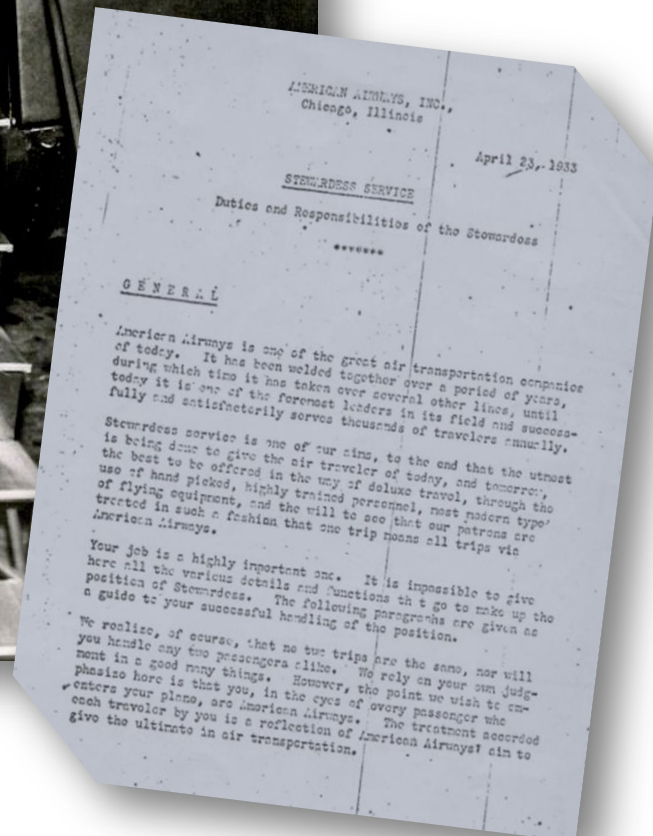 AMERICAN AIRWAYS, INC.,
Chicago, Illinois
April 23, 1933
STEWARDESS SERVICE
Duties and Responsibilities of the Stewardess
*******
G E N E R A L
American Airways is one of the great air transportation companies
of today. It has been welded together over a period of years,
during which time it has taken over several other lines, until
today it is one of the foremost leaders in its field and success-
fully and satisfactorily serves thousands of travelers annually.
Stewardess service is one of our aims, to the end that the utmost
is being done to give the air traveler of today, and tomorrow,
the best to be offered in the way of deluxe travel, through the
use of hand picked, highly trained personnel, most modern type
of flying equipment, and the will to see that our patrons are
treated in such a fashion that one trip means all trips via
American Airways.
Your job is a highly important one. It is impossible to give
here all the various details and functions th t go to make up the
position of Stewardess. The following paragraphs are given as
a guide to your successful handling of the position.
We realize, of course, that no two trips are the same, nor will
you handle any two passengers alike. We rely on your own judg-
ment in a good many things. However, the point we wish to em-
phasize here is that you, in the eyes of every passenger who
enters your plane, are American Airways. The treatment accorded
each traveler by you is a reflection of American Airways' aim to
give the ultimate in air transportation.